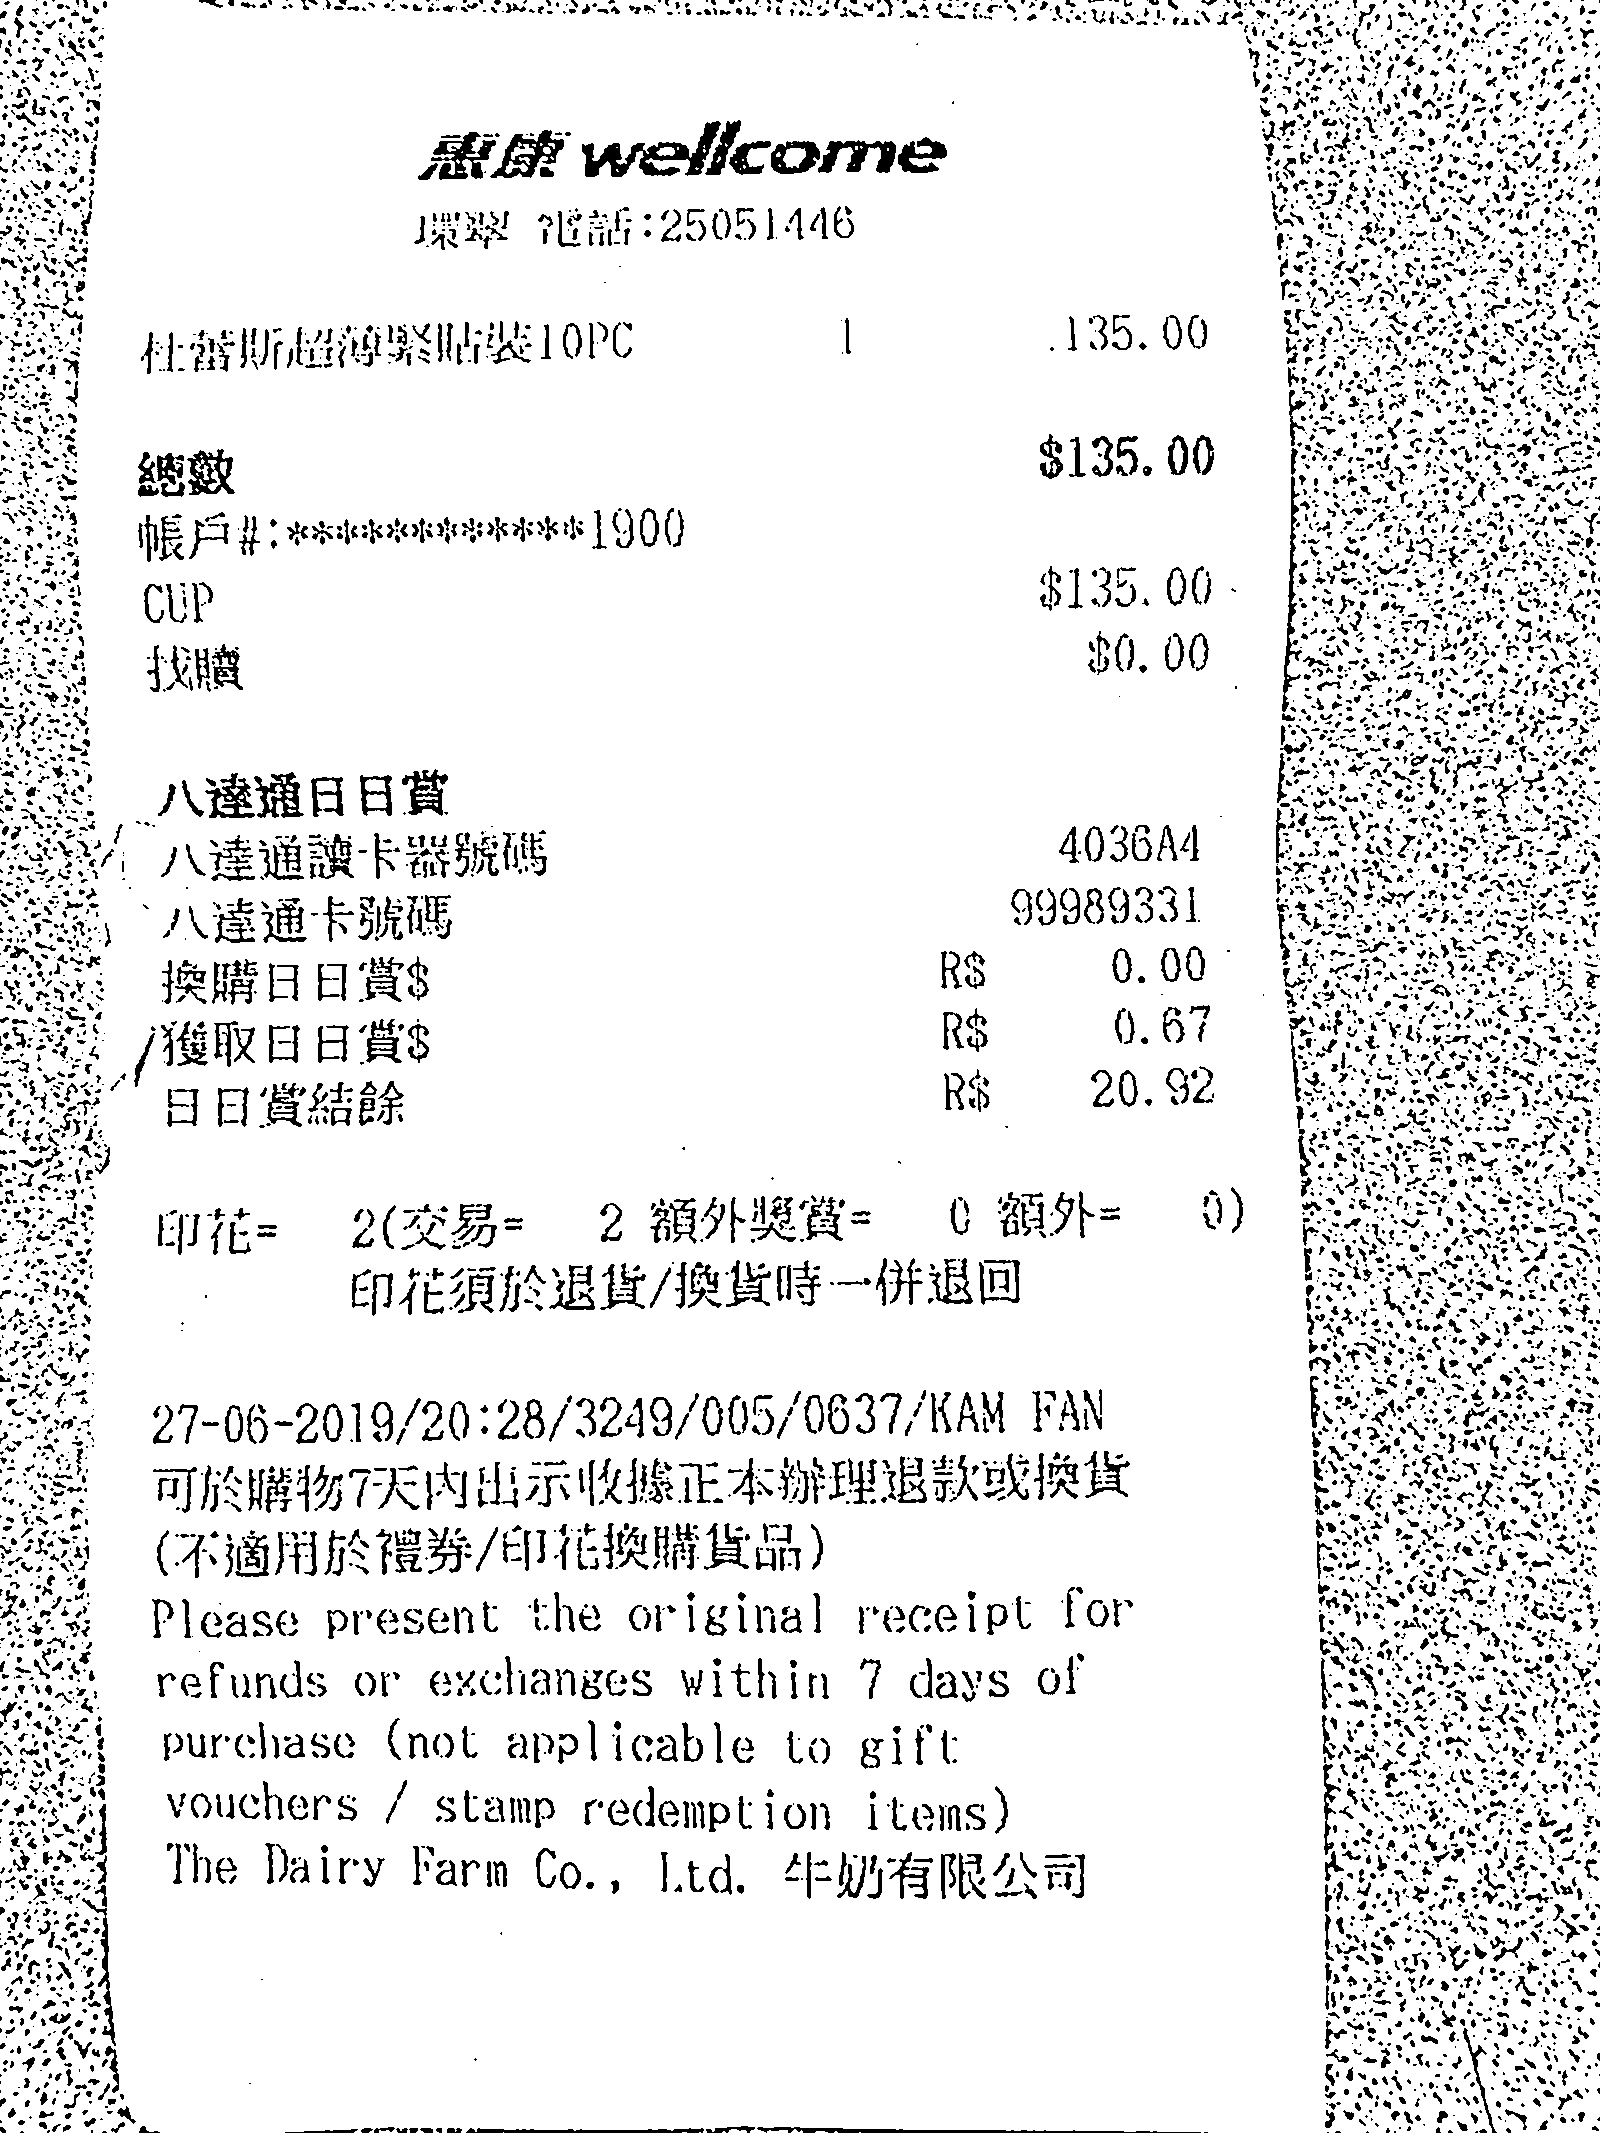 惠康 wellcome
環翠 電話:25051446
杜蕾斯超薄緊貼裝10PC 1 .135.00
總數 $135.00
帳戶#:************1900
CUP $135.00
找贖 $0.00
八達通日日賞
八達通讀卡器號碼 4036A4
八達通卡號碼 99989331
換購日日賞$ R$ 0.00
獲取日日賞$ R$ 0.67
日日賞結餘 R$ 20.92
印花= 2(交易= 2 額外獎賞= 0 額外= 0)
印花須於退貨/換貨時一併退回
27-06-2019/20:28/3249/005/0637/KAM FAN
可於購物7天內出示收據正本辦理退款或換貨
(不適用於禮券/印花換購貨品)
Please present the original receipt for
refunds or exchanges within 7 days of
purchase (not applicable to gift
vouchers / stamp redemption items)
The Dairy Farm Co., Ltd. 牛奶有限公司